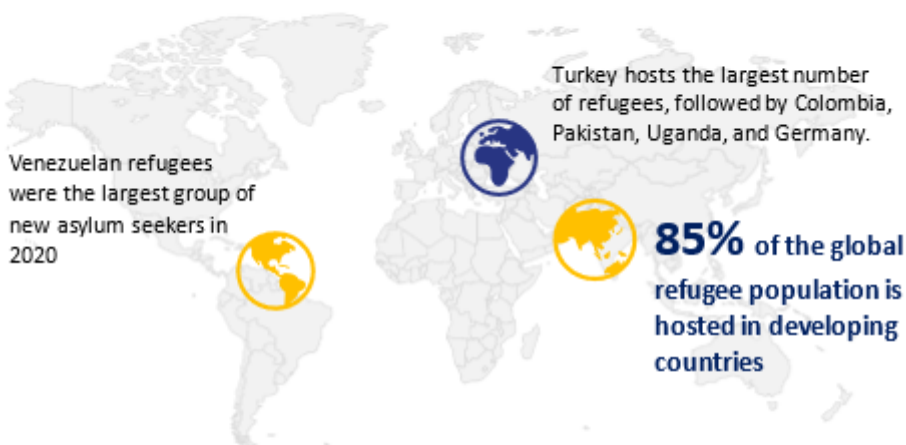 Turkey hosts the largest number
of refugees, followed by Colombia,
Pakistan, Uganda, and Germany.
Venezuelan refugees
were the largest group of
new asylum seekers in
2020
85% of the global
refugee population is
hosted in developing
countries